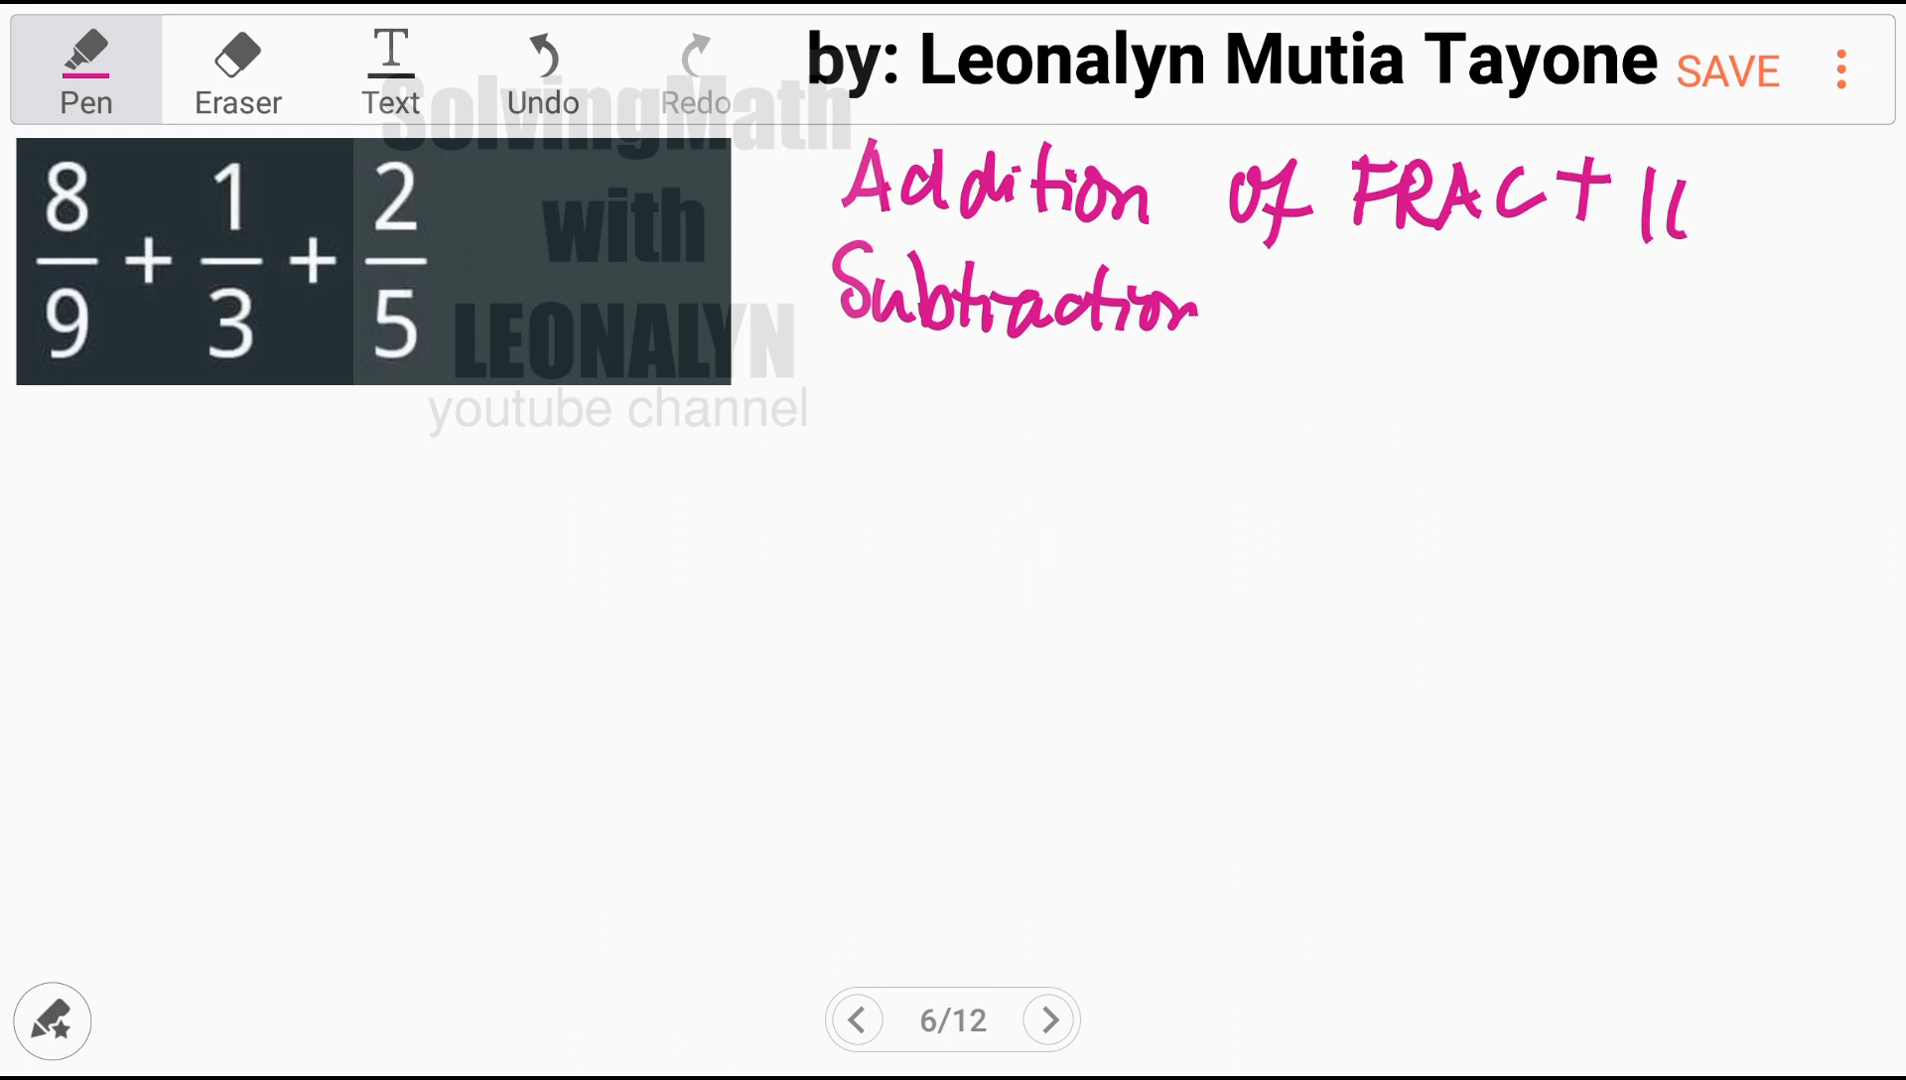 Pen Eraser Text Undo Redo by: Leonalyn Mutia Tayone SAVE
SolvingMath
with
LEONALYN
youtube channel
8/9 + 1/3 + 2/5
Addition of FRACTI
Subtraction
6/12